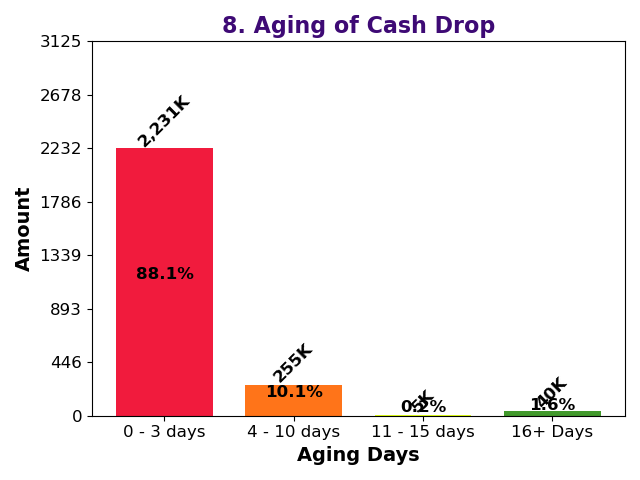 8. Aging of Cash Drop
Amount
3125
2678
2232
1786
1339
893
446
0
2,231K
88.1%
255K
10.1%
5K
0.2%
40K
1.6%
0 - 3 days
4 - 10 days
11 - 15 days
16+ Days
Aging Days